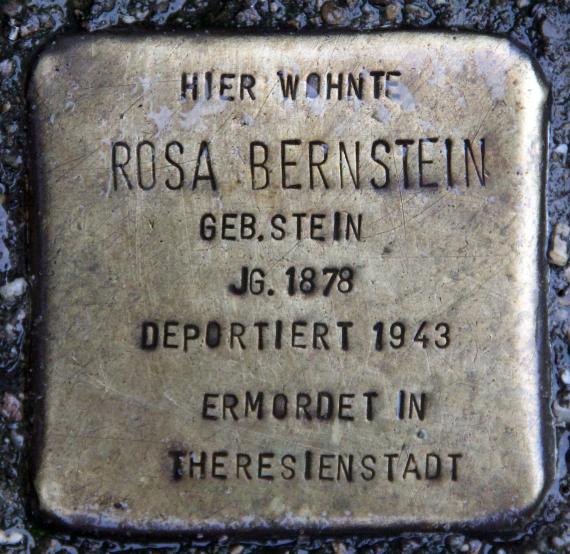 HIER WOHNTE
ROSA BERNSTEIN
GEB.STEIN
JG. 1878
DEPORTIERT 1943
ERMORDET IN
THERESIENSTADT